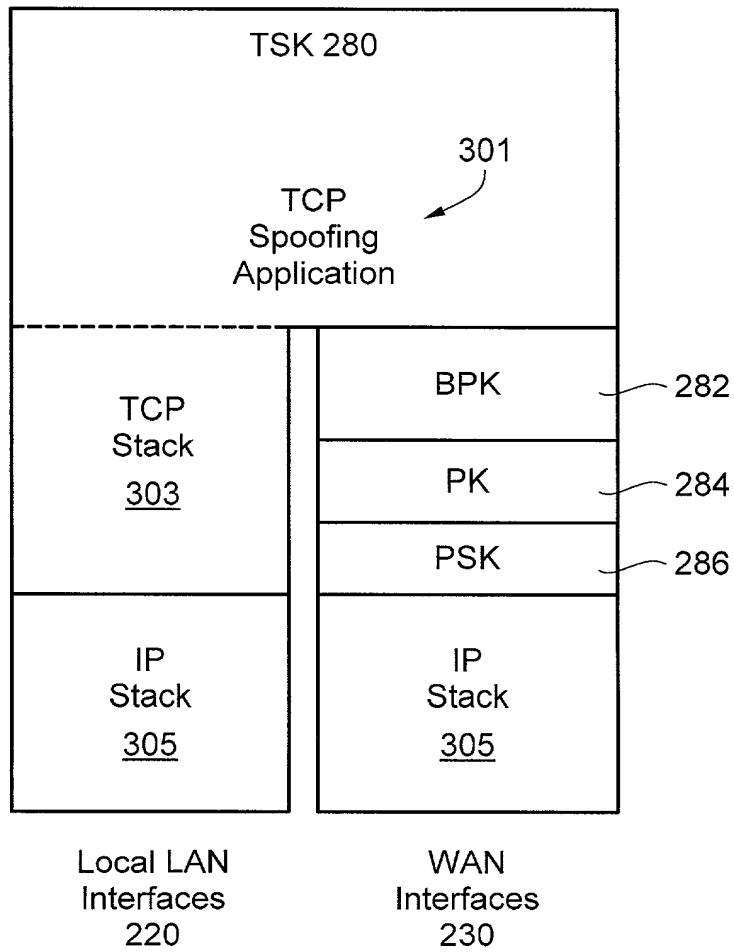 TSK 280
301
TCP
Spoofing
Application
TCP
Stack
303
IP
Stack
305
Local LAN
Interfaces
220
BPK
282
PK
284
PSK
286
IP
Stack
305
WAN
Interfaces
230